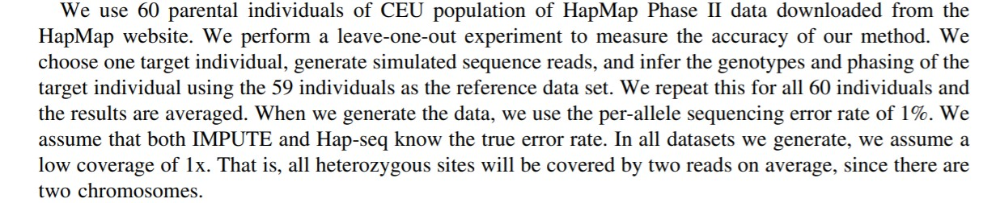 We use 60 parental individuals of CEU population of HapMap Phase II data downloaded from the
HapMap website. We perform a leave-one-out experiment to measure the accuracy of our method. We
choose one target individual, generate simulated sequence reads, and infer the genotypes and phasing of the
target individual using the 59 individuals as the reference data set. We repeat this for all 60 individuals and
the results are averaged. When we generate the data, we use the per-allele sequencing error rate of 1%. We
assume that both IMPUTE and Hap-seq know the true error rate. In all datasets we generate, we assume a
low coverage of 1x. That is, all heterozygous sites will be covered by two reads on average, since there are
two chromosomes.